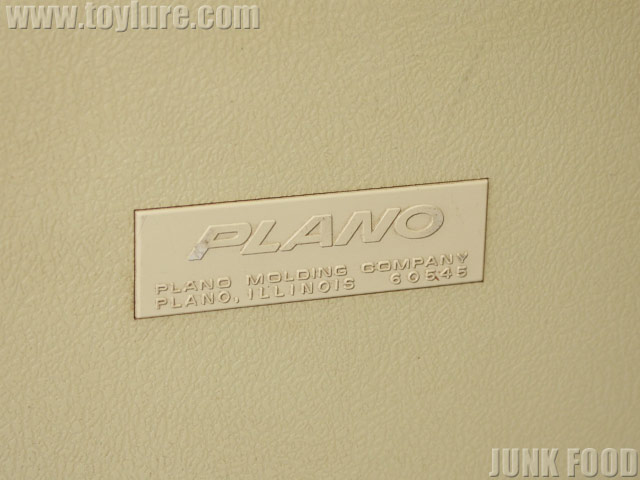 www.toylure.com
PLANO
PLANO MOLDING COMPANY
PLANO, ILLINOIS 60545
JUNK FOOD